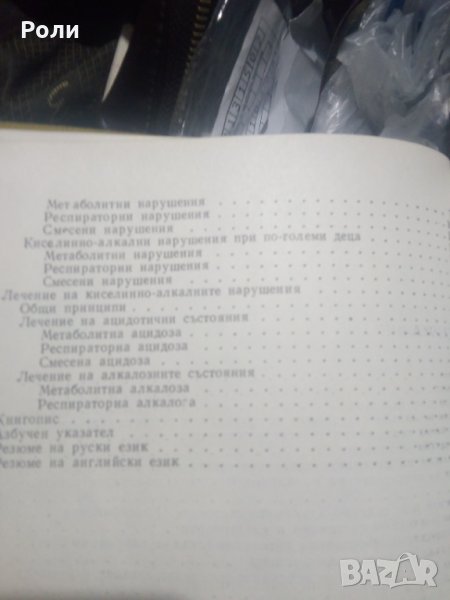 Роли
Метаболитни нарушения
Респираторни нарушения
Смесени нарушения
Киселинно-алкални нарушения при по-големи деца
Метаболитни нарушения
Респираторни нарушения
Смесени нарушения
Лечение на киселинно-алкалните нарушения
Общи принципи
Лечение на ацидотични състояния
Метаболитна ацидоза
Респираторна ацидоза
Смесена ацидоза
Лечение на алкалозните състояния
Метаболитна алкалоза
Респираторна алкалоза
Книгопис
Азбучен указател
Резюме на руски език
Резюме на английски език
BAZAR